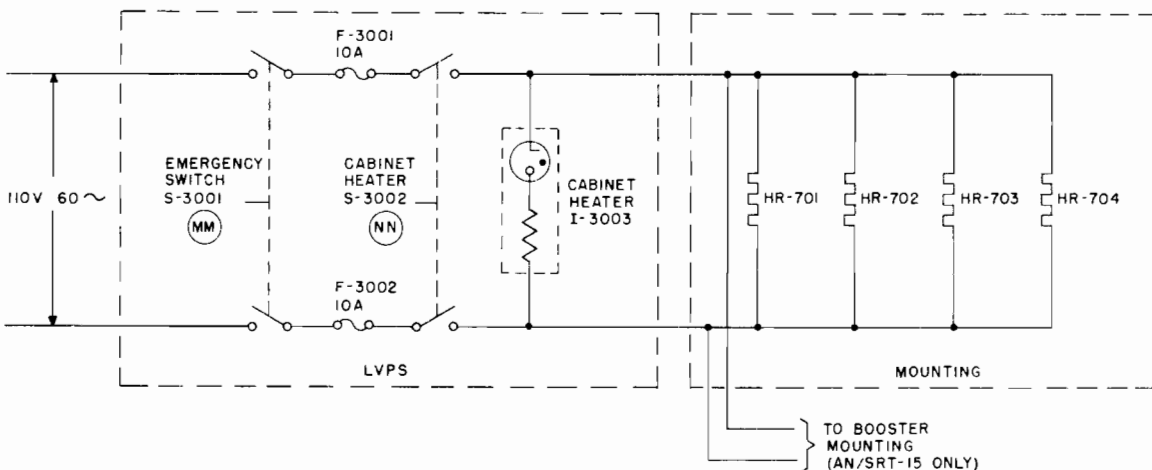 F-3001
10A
EMERGENCY
SWITCH
S-3001
MM
CABINET
HEATER
S-3002
NN
CABINET
HEATER
I-3003
110V 60 ~
HR-701
HR-702
HR-703
HR-704
F-3002
10A
LVPS
MOUNTING
TO BOOSTER
MOUNTING
(AN/SRT-15 ONLY)